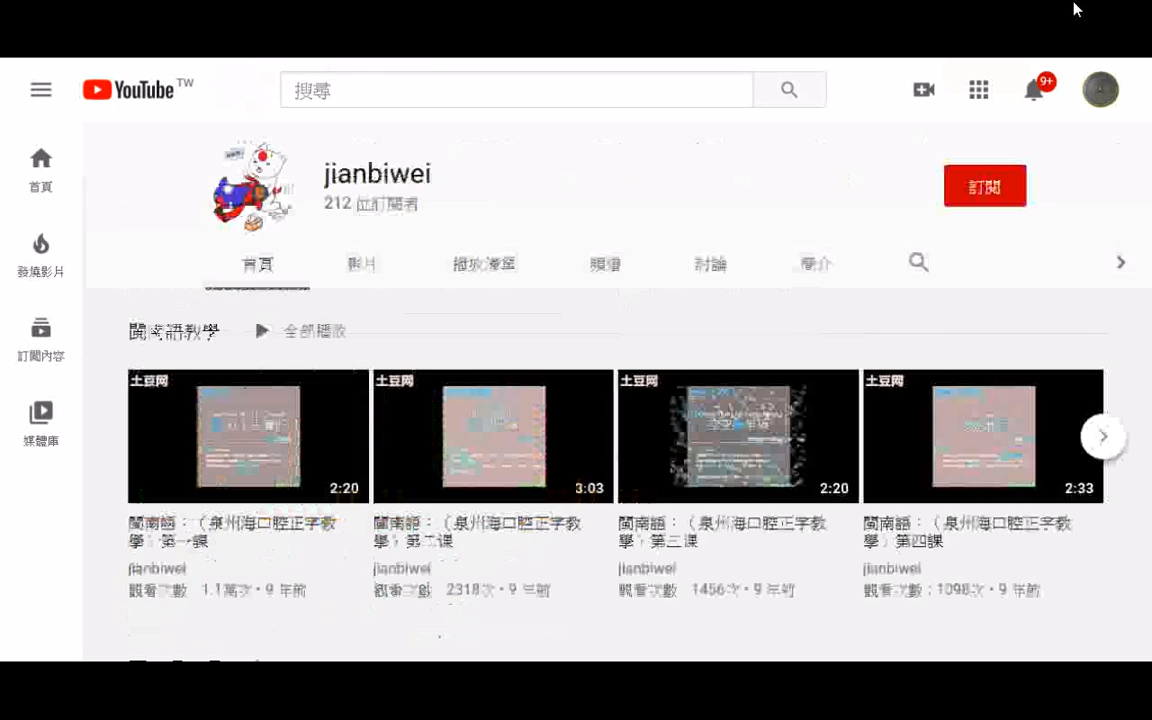 YouTube TW
搜尋
9+
首頁
發燒影片
訂閱內容
媒體庫
jianbiwei
212 位訂閱者
訂閱
首頁 影片 播放清單 頻道 討論 簡介
閩南語教學 全部播放
土豆网 土豆网 土豆网 土豆网
2:20 3:03 2:20 2:33
閩南語：（泉州海口腔正字教學）第一課
閩南語：（泉州海口腔正字教學）第二课
閩南語：（泉州海口腔正字教學）第三课
閩南語：（泉州海口腔正字教學）第四課
jianbiwei jianbiwei jianbiwei jianbiwei
觀看次數 1.1萬次・9 年前
觀看次數 2318次・9 年前
觀看次數 1456次・9 年前
觀看次數：1098次・9 年前